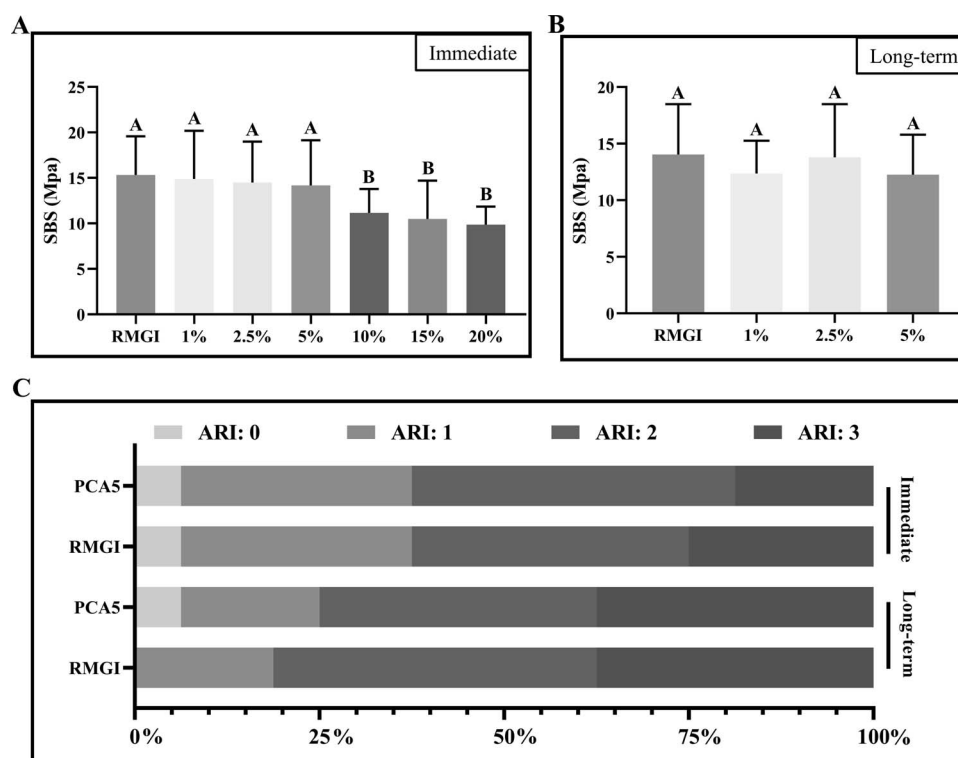 A
Immediate
SBS (Mpa)
25
20
15
10
5
0
A A A A B B B
RMGI 1% 2.5% 5% 10% 15% 20%
B
Long-term
SBS (Mpa)
20
15
10
5
0
A A A A
RMGI 1% 2.5% 5%
C
ARI: 0 ARI: 1 ARI: 2 ARI: 3
PCA5
RMGI
Immediate
PCA5
RMGI
Long-term
0% 25% 50% 75% 100%